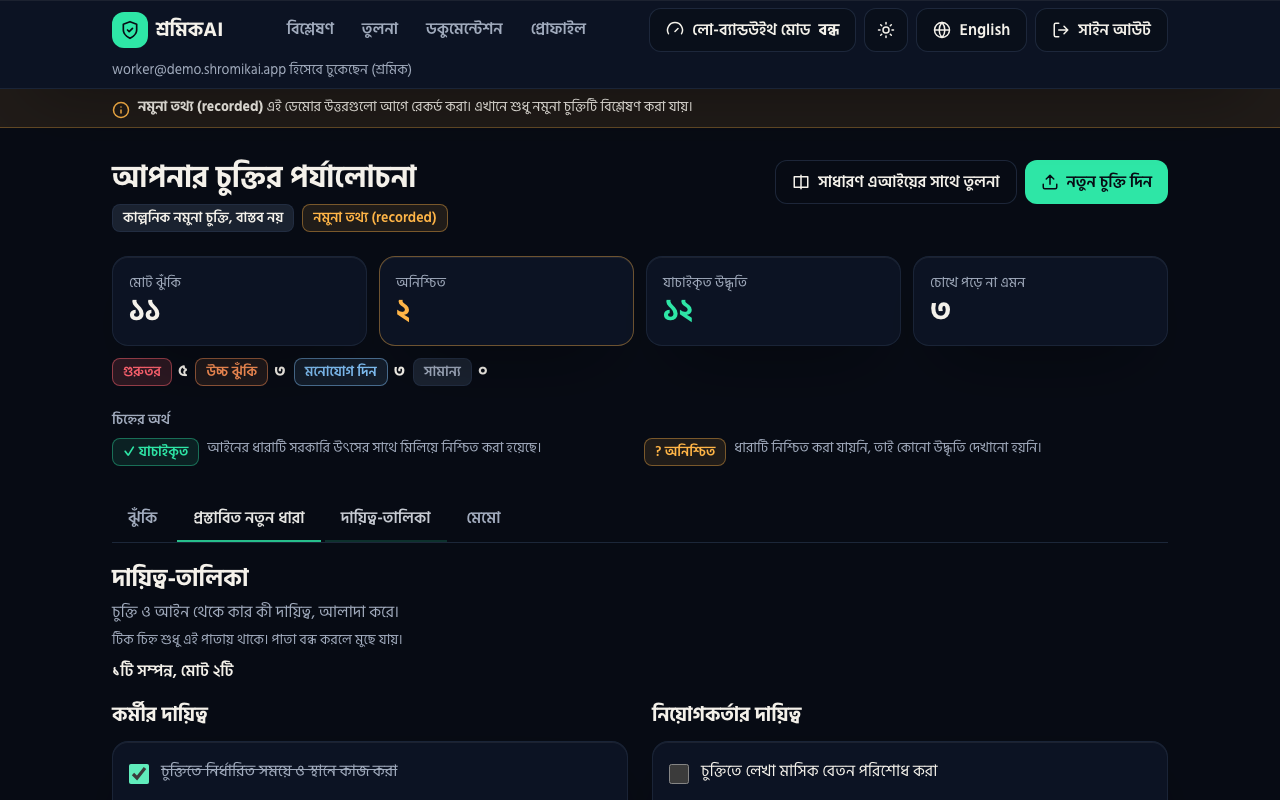 শ্রমিকAI
বিশ্লেষণ তুলনা ডকুমেন্টেশন প্রোফাইল
লো-ব্যান্ডউইথ মোড বন্ধ
English
সাইন আউট
worker@demo.shromikai.app হিসেবে ঢুকেছেন (শ্রমিক)
নমুনা তথ্য (recorded) এই ডেমোর উত্তরগুলো আগে রেকর্ড করা। এখানে শুধু নমুনা চুক্তিটি বিশ্লেষণ করা যায়।
আপনার চুক্তির পর্যালোচনা
সাধারণ এআইয়ের সাথে তুলনা
নতুন চুক্তি দিন
কাল্পনিক নমুনা চুক্তি, বাস্তব নয়
নমুনা তথ্য (recorded)
মোট ঝুঁকি
১১
অনিশ্চিত
২
যাচাইকৃত উদ্ধৃতি
১২
চোখে পড়ে না এমন
৩
গুরুতর ৫ উচ্চ ঝুঁকি ৩ মনোযোগ দিন ৩ সামান্য ০
চিহ্নের অর্থ
✓ যাচাইকৃত আইনের ধারাটি সরকারি উৎসের সাথে মিলিয়ে নিশ্চিত করা হয়েছে।
? অনিশ্চিত ধারাটি নিশ্চিত করা যায়নি, তাই কোনো উদ্ধৃতি দেখানো হয়নি।
ঝুঁকি প্রস্তাবিত নতুন ধারা দায়িত্ব-তালিকা মেমো
দায়িত্ব-তালিকা
চুক্তি ও আইন থেকে কার কী দায়িত্ব, আলাদা করে।
টিক চিহ্ন শুধু এই পাতায় থাকে। পাতা বন্ধ করলে মুছে যায়।
১টি সম্পন্ন, মোট ২টি
কর্মীর দায়িত্ব
চুক্তিতে নির্ধারিত সময়ে ও স্থানে কাজ করা
নিয়োগকর্তার দায়িত্ব
চুক্তিতে লেখা মাসিক বেতন পরিশোধ করা